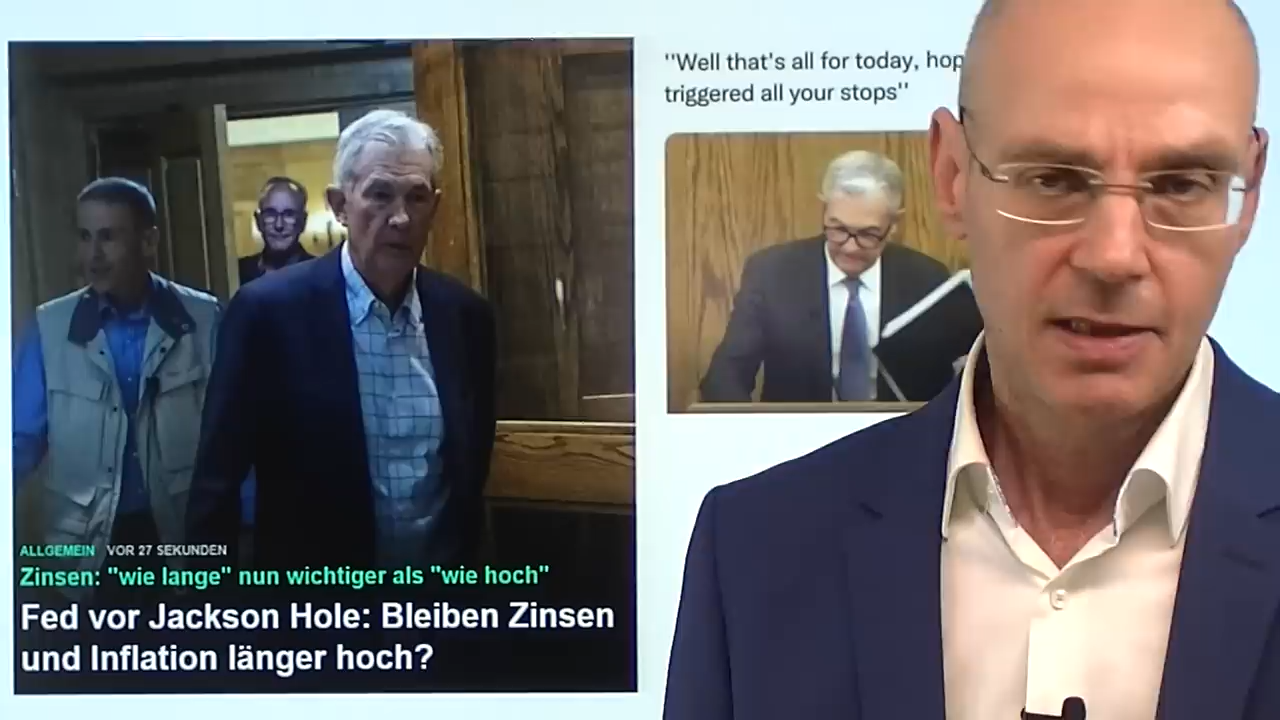 ALLGEMEIN VOR 27 SEKUNDEN
Zinsen: "wie lange" nun wichtiger als "wie hoch"
Fed vor Jackson Hole: Bleiben Zinsen
und Inflation länger hoch?
"Well that's all for today, hop
triggered all your stops"